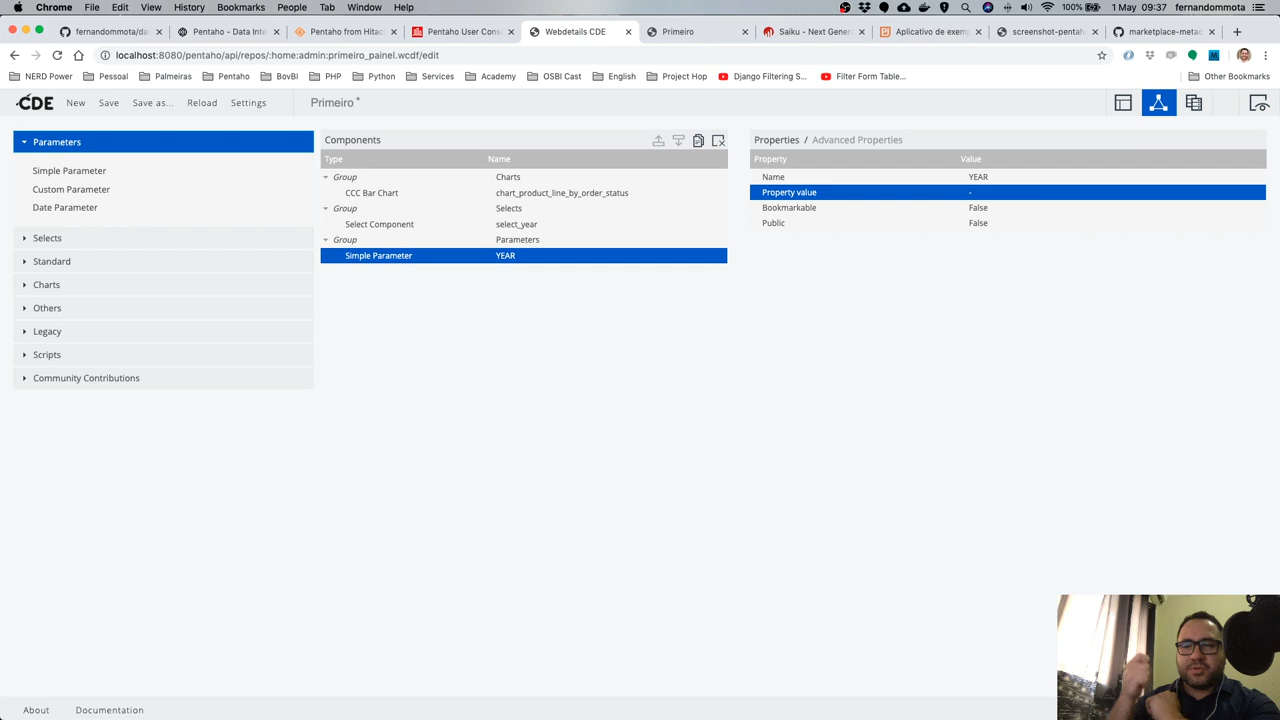 Chrome File Edit View History Bookmarks People Tab Window Help 100% 1 May 09:37 fernandommota
fernandommota/da Pentaho - Data Inte Pentaho from Hitac Pentaho User Conso Webdetails CDE Primeiro Saiku - Next Genera Aplicativo de exemp screenshot-pentah marketplace-metad
localhost:8080/pentaho/api/repos/:home:admin:primeiro_painel.wcdf/edit
NERD Power Pessoal Palmeiras Pentaho BovBI PHP Python Services Academy OSBI Cast English Project Hop Django Filtering S... Filter Form Table... Other Bookmarks
CDE New Save Save as... Reload Settings Primeiro *
Parameters
Simple Parameter
Custom Parameter
Date Parameter
Selects
Standard
Charts
Others
Legacy
Scripts
Community Contributions
Components
Type Name
Group Charts
CCC Bar Chart chart_product_line_by_order_status
Group Selects
Select Component select_year
Group Parameters
Simple Parameter YEAR
Properties / Advanced Properties
Property Value
Name YEAR
Property value -
Bookmarkable False
Public False
About Documentation